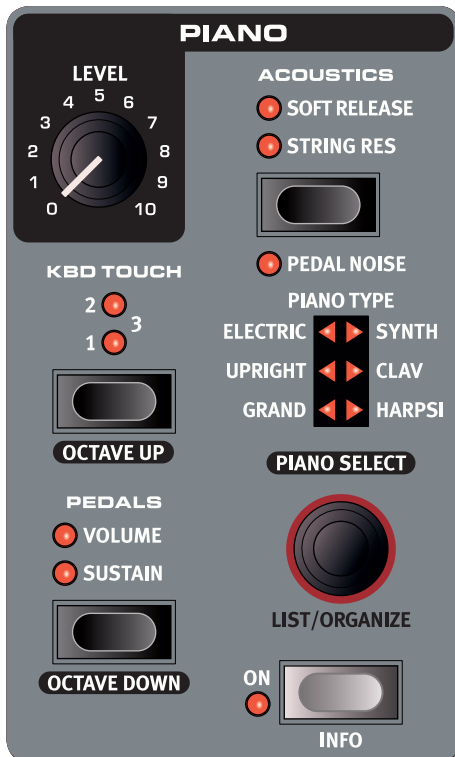 PIANO
LEVEL
5
4 6
3 7
2 8
1 9
0 10
ACOUSTICS
SOFT RELEASE
STRING RES
PEDAL NOISE
KBD TOUCH
2
3
1
OCTAVE UP
PIANO TYPE
ELECTRIC SYNTH
UPRIGHT CLAV
GRAND HARPSI
PIANO SELECT
LIST/ORGANIZE
PEDALS
VOLUME
SUSTAIN
OCTAVE DOWN
ON
INFO